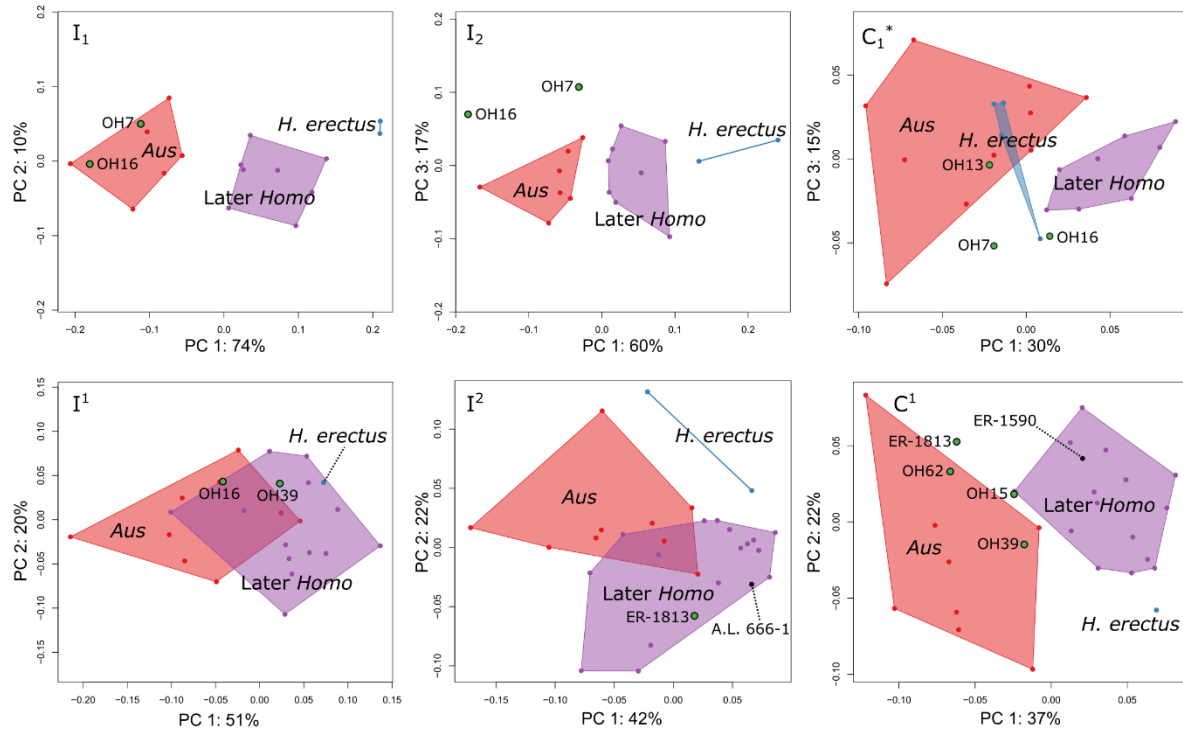 I₁
PC 2: 10%
0.2
0.1
0.0
−0.1
−0.2
OH7
Aus
OH16
H. erectus
Later Homo
−0.2
−0.1
0.0
0.1
0.2
PC 1: 74%
I₂
PC 3: 17%
0.2
0.1
0.0
−0.1
−0.2
OH7
OH16
H. erectus
Aus
Later Homo
−0.2
−0.1
0.0
0.1
0.2
PC 1: 60%
C₁*
PC 3: 15%
0.05
0.00
−0.05
Aus
H. erectus
OH13
Later Homo
OH7
OH16
−0.10
−0.05
0.00
0.05
PC 1: 30%
I¹
PC 2: 20%
0.15
0.10
0.05
0.00
−0.05
−0.10
−0.15
H. erectus
OH16
OH39
Aus
Later Homo
−0.20
−0.15
−0.10
−0.05
0.00
0.05
0.10
PC 1: 51%
I²
PC 2: 22%
0.10
0.05
0.00
−0.05
−0.10
H. erectus
Aus
Later Homo
ER-1813
A.L. 666-1
−0.15
−0.10
−0.05
0.00
0.05
PC 1: 42%
C¹
PC 2: 22%
0.05
0.00
−0.05
−0.10
ER-1590
ER-1813
OH62
OH15
Later Homo
Aus
OH39
H. erectus
−0.10
−0.05
0.00
0.05
PC 1: 37%